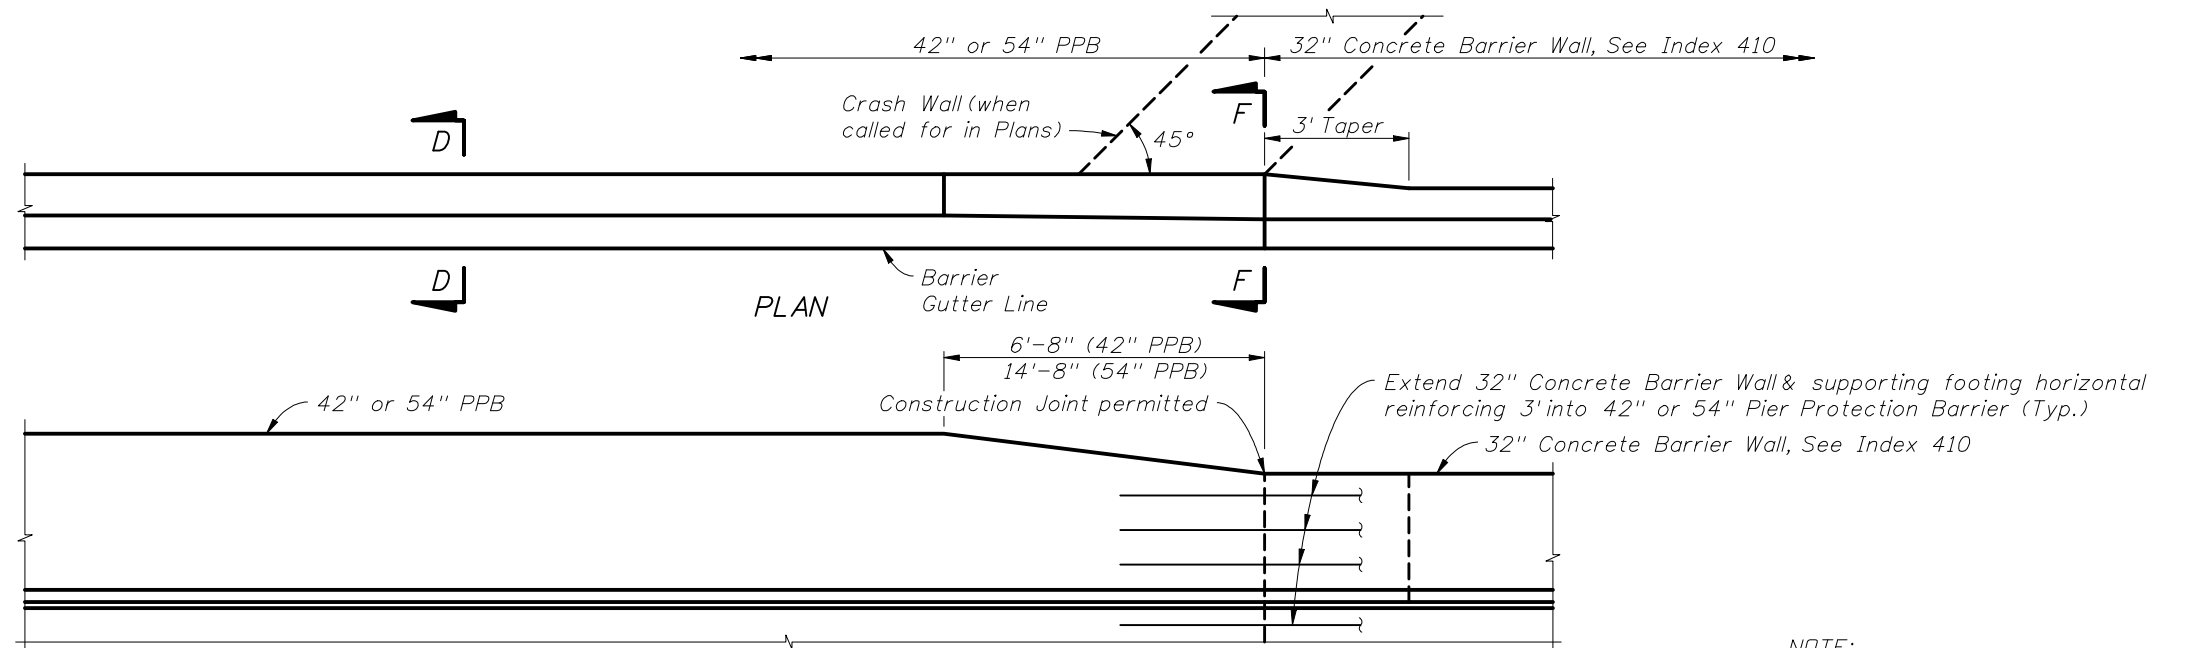 42" or 54" PPB
32" Concrete Barrier Wall, See Index 410
Crash Wall (when
called for in Plans)
45°
3' Taper
D
F
D
F
Barrier
Gutter Line
PLAN
6'-8" (42" PPB)
14'-8" (54" PPB)
42" or 54" PPB
Construction Joint permitted
Extend 32" Concrete Barrier Wall & supporting footing horizontal
reinforcing 3' into 42" or 54" Pier Protection Barrier (Typ.)
32" Concrete Barrier Wall, See Index 410
NOTE: